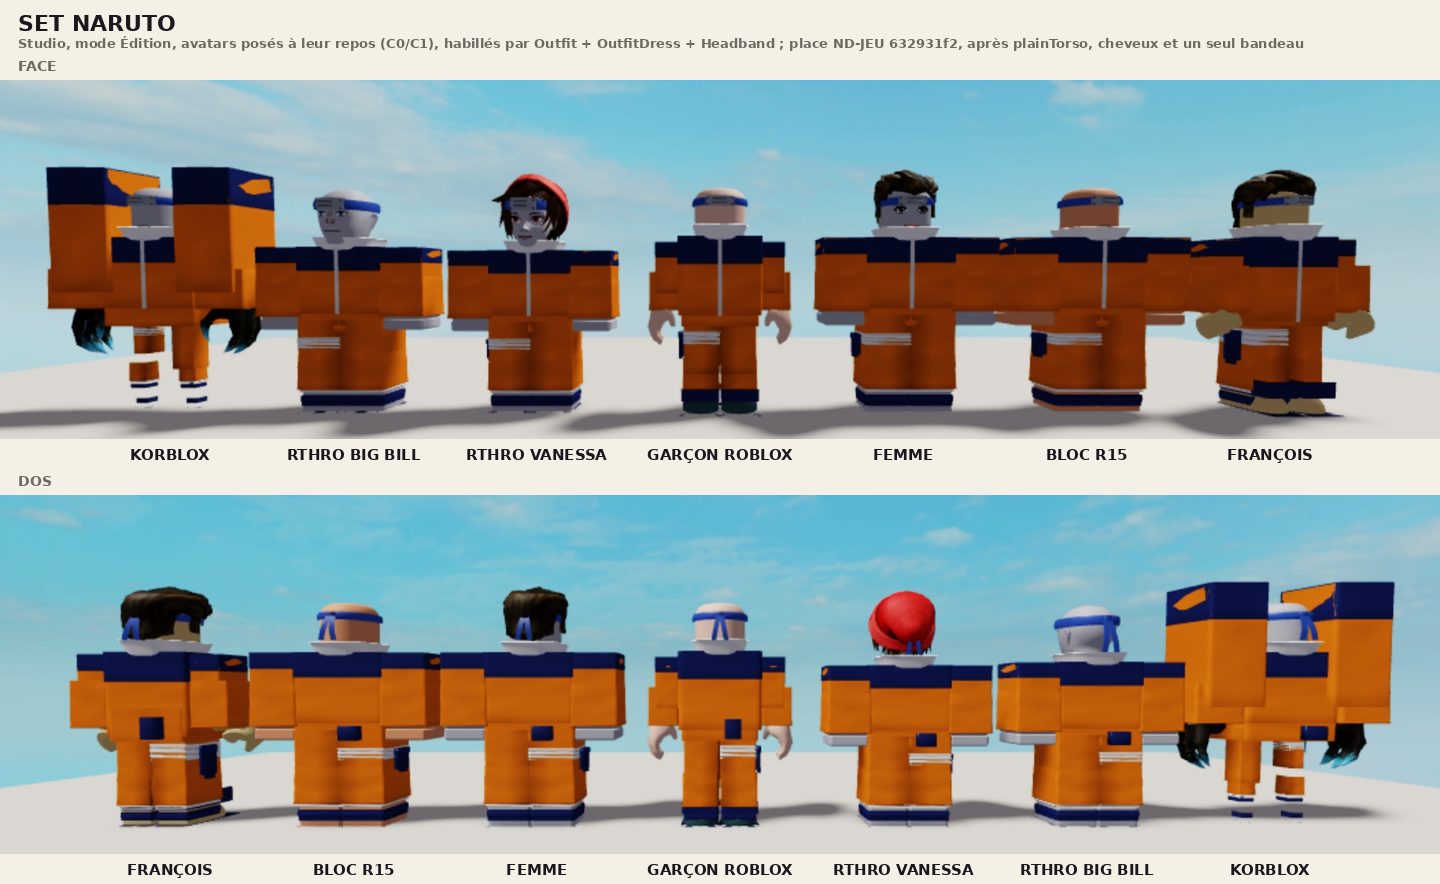 SET NARUTO
Studio, mode Édition, avatars posés à leur repos (C0/C1), habillés par Outfit + OutfitDress + Headband ; place ND-JEU 632931f2, après plainTorso, cheveux et un seul bandeau
FACE
KORBLOX RTHRO BIG BILL RTHRO VANESSA GARÇON ROBLOX FEMME BLOC R15 FRANÇOIS
DOS
FRANÇOIS BLOC R15 FEMME GARÇON ROBLOX RTHRO VANESSA RTHRO BIG BILL KORBLOX